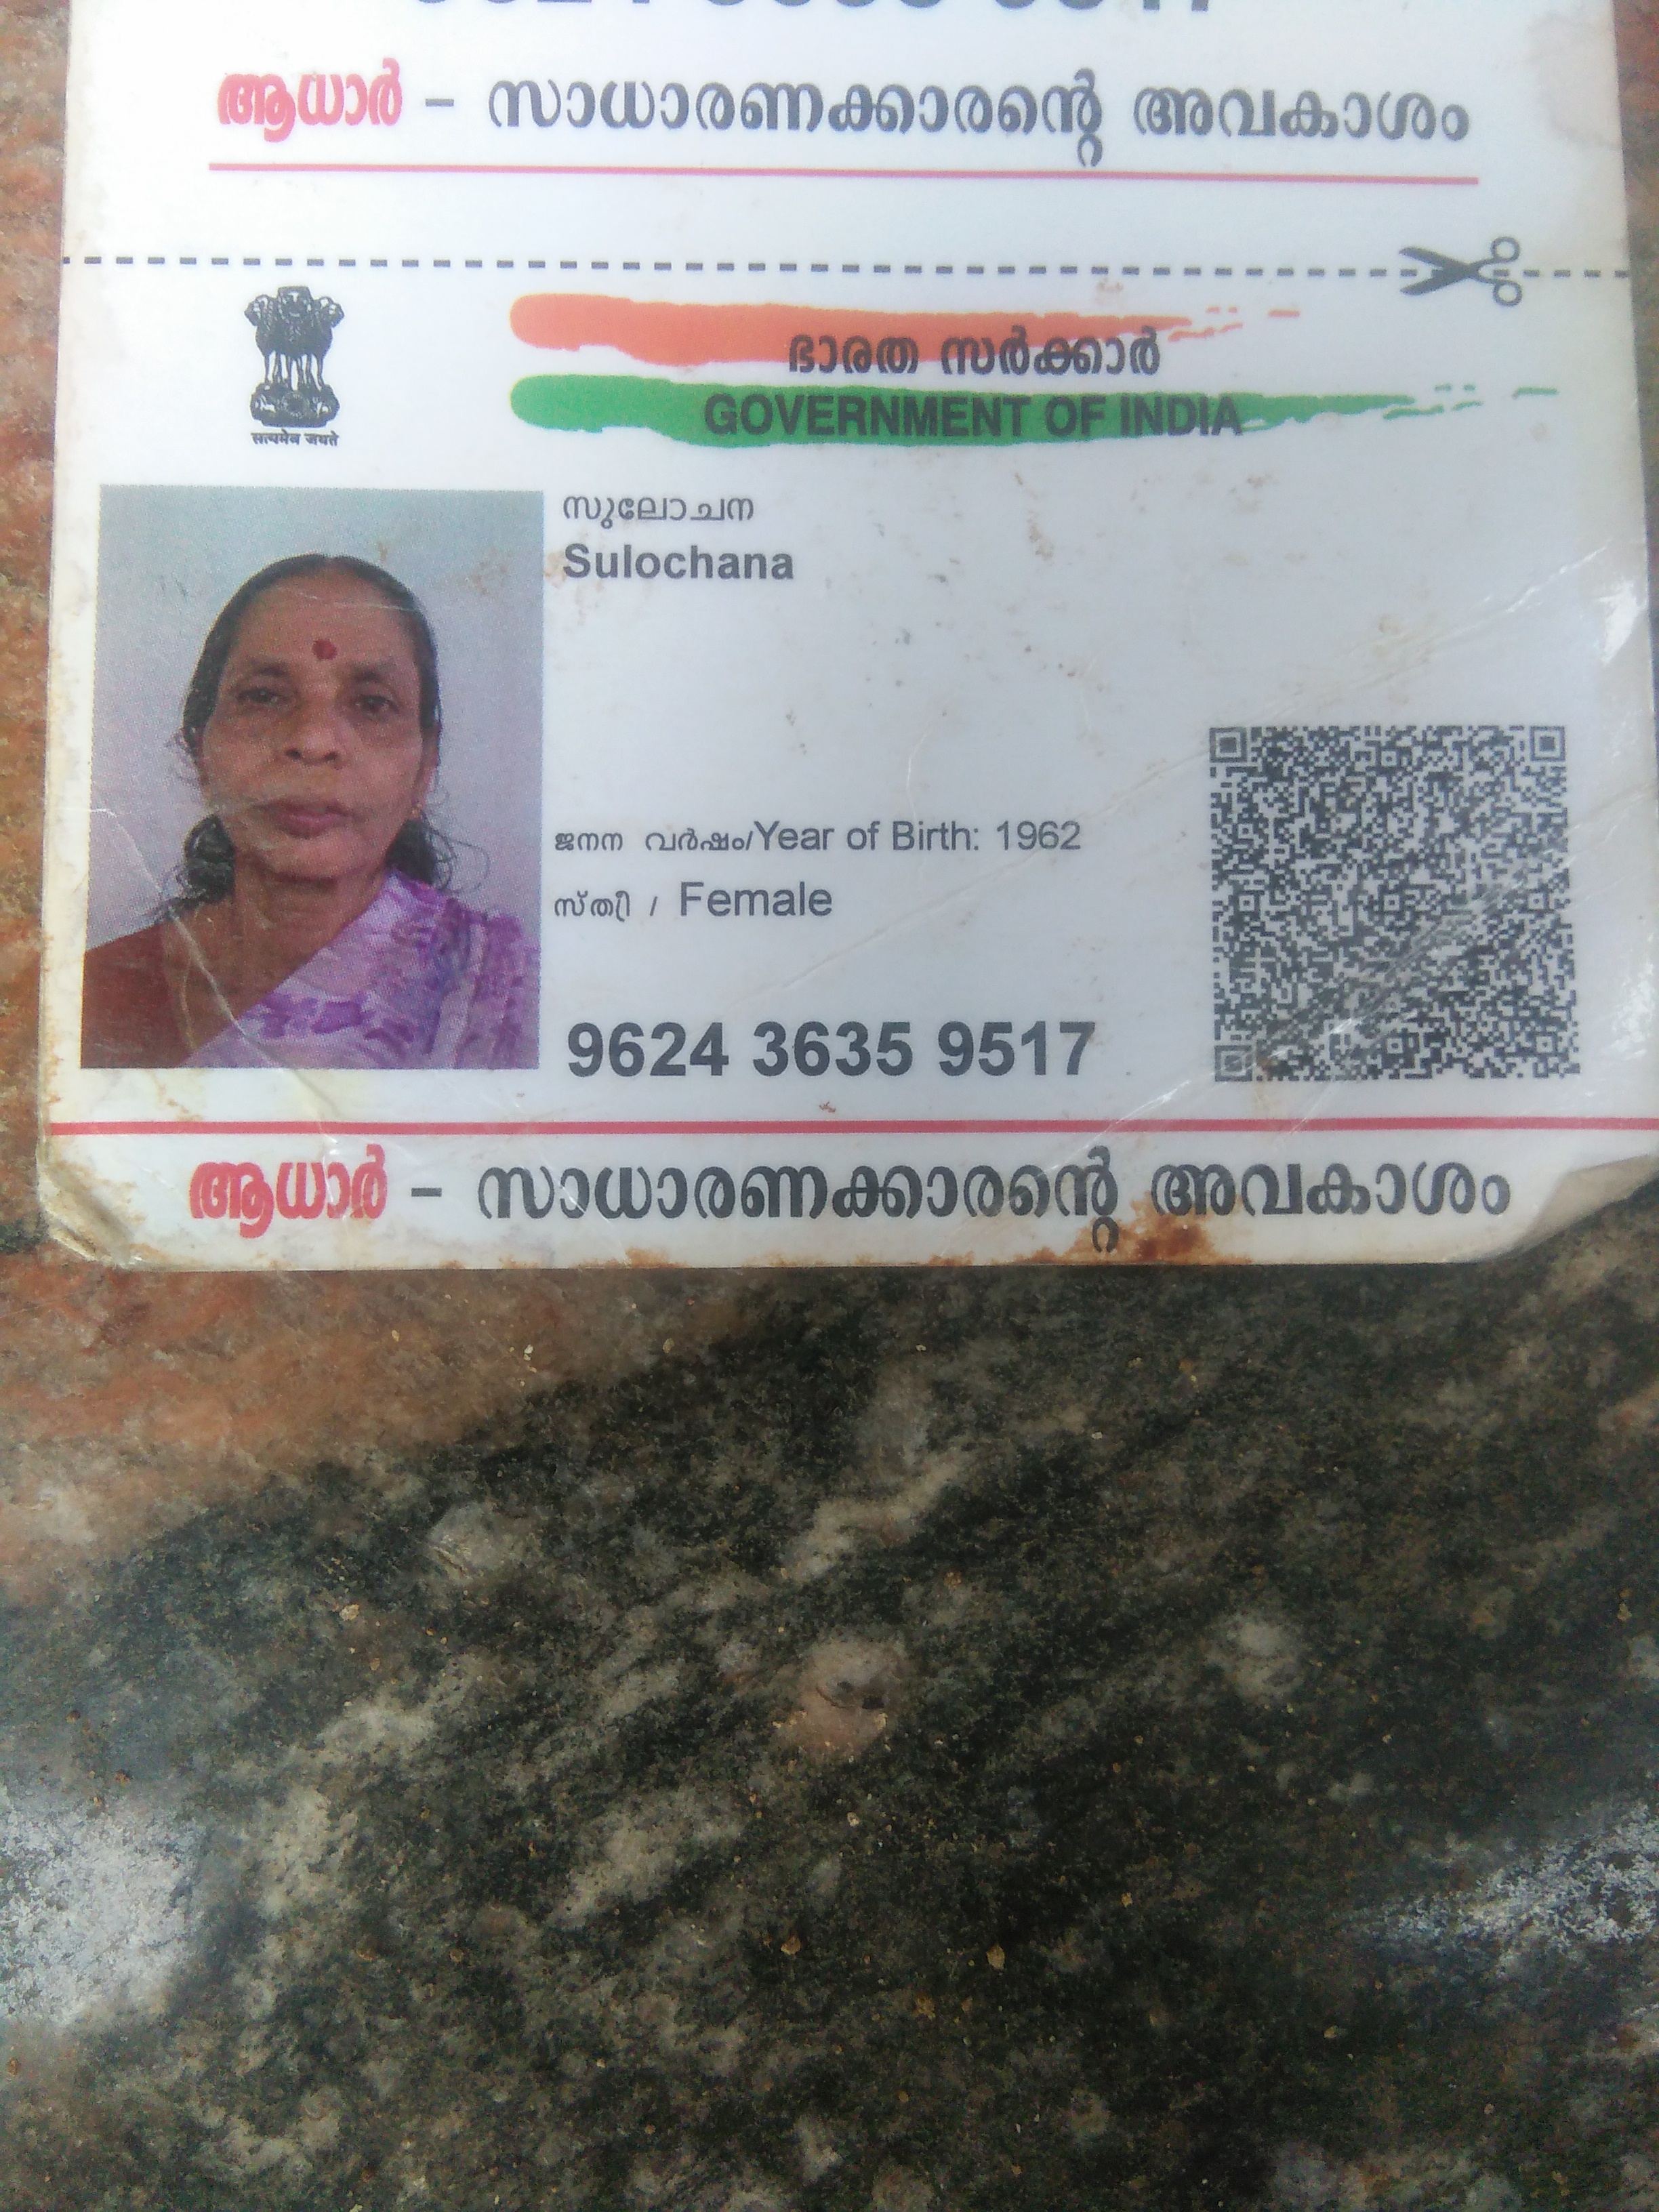 ആധാർ - സാധാരണക്കാരന്റെ അവകാശം
ഭാരത സർക്കാർ
GOVERNMENT OF INDIA
सत्यमेव जयते
സുലോചന
Sulochana
ജനന വർഷം/Year of Birth: 1962
സ്ത്രീ / Female
9624 3635 9517
ആധാർ - സാധാരണക്കാരന്റെ അവകാശം